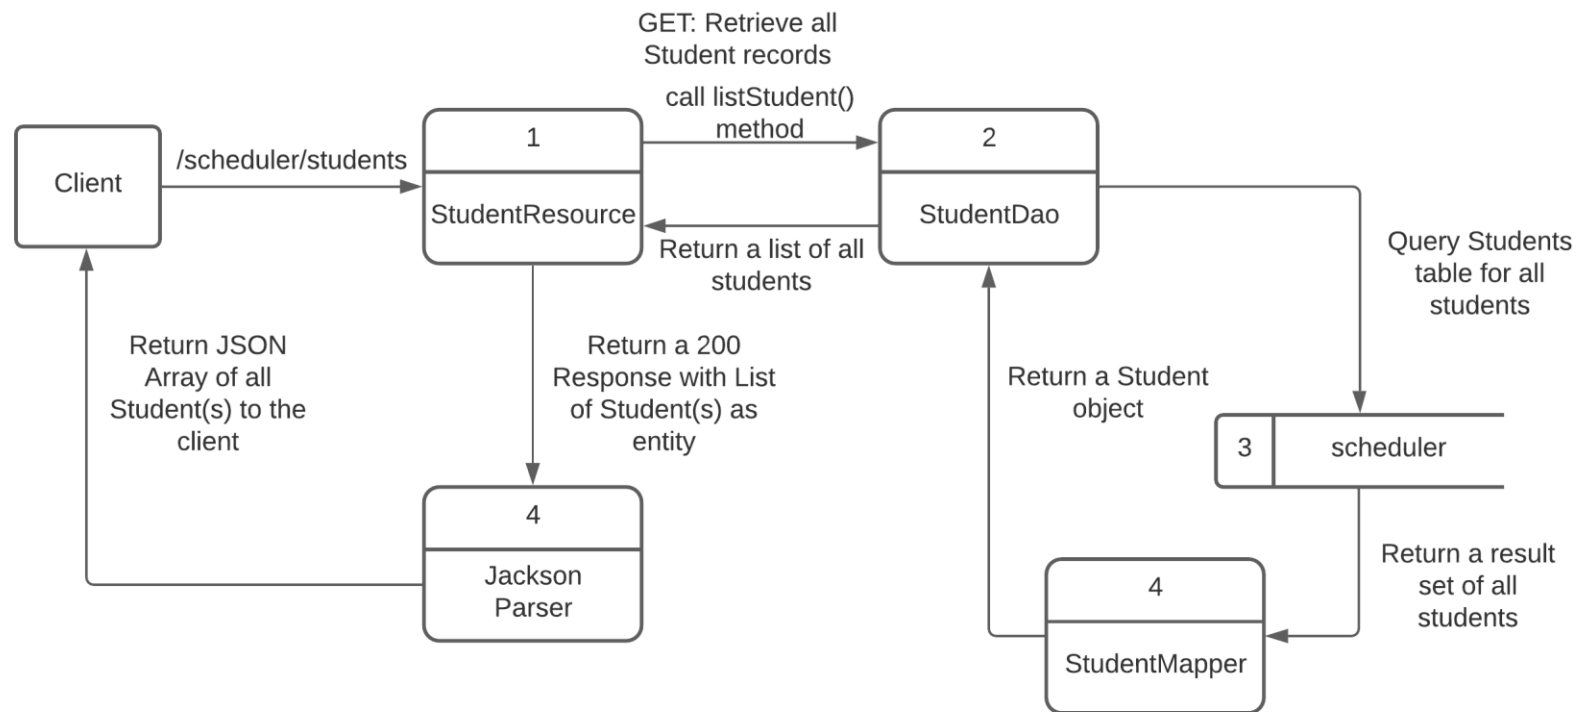 GET: Retrieve all
Student records
call listStudent()
method
Client
/scheduler/students
1
StudentResource
2
StudentDao
Return a list of all
students
Query Students
table for all
students
Return JSON
Array of all
Student(s) to the
client
Return a 200
Response with List
of Student(s) as
entity
Return a Student
object
3
scheduler
4
Jackson
Parser
4
StudentMapper
Return a result
set of all
students